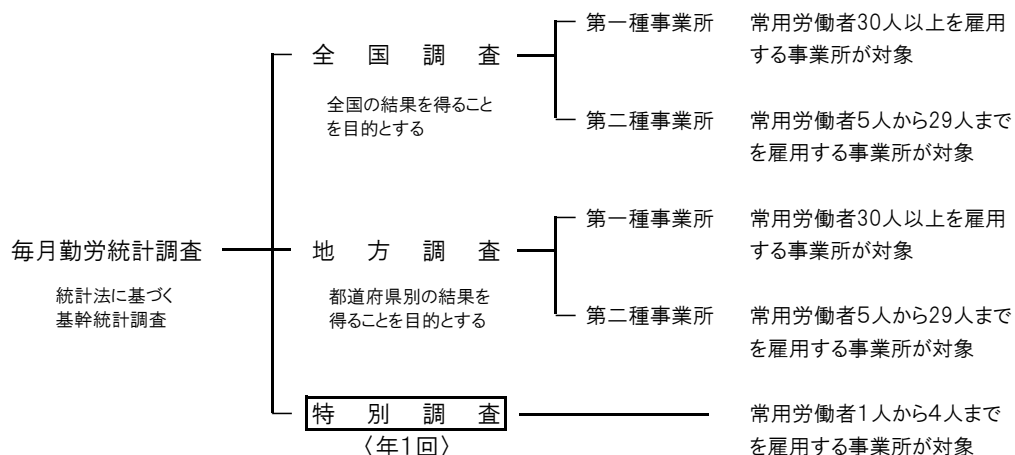 第一種事業所
常用労働者30人以上を雇用
する事業所が対象
全国調査
全国の結果を得ること
を目的とする
第二種事業所
常用労働者5人から29人まで
を雇用する事業所が対象
毎月勤労統計調査
統計法に基づく
基幹統計調査
第一種事業所
常用労働者30人以上を雇用
する事業所が対象
地方調査
都道府県別の結果を
得ることを目的とする
第二種事業所
常用労働者5人から29人まで
を雇用する事業所が対象
特別調査
〈年1回〉
常用労働者1人から4人まで
を雇用する事業所が対象